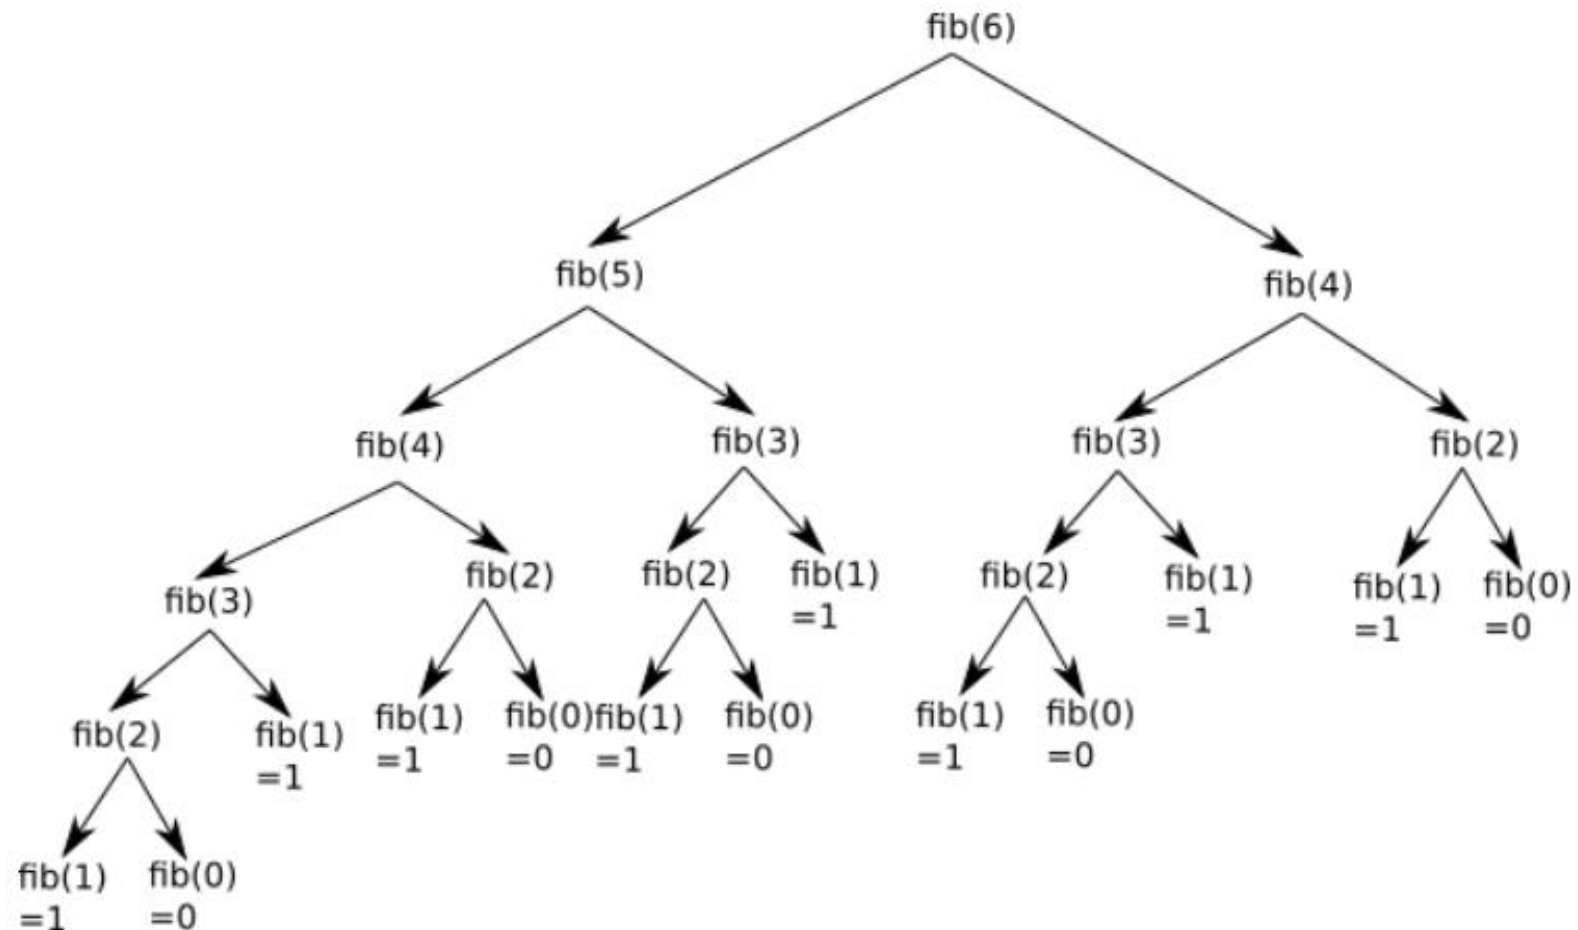 fib(6)
fib(5)
fib(4)
fib(4)
fib(3)
fib(3)
fib(2)
fib(3)
fib(2)
fib(2)
fib(1)
=1
fib(2)
fib(1)
=1
fib(1)
=1
fib(0)
=0
fib(2)
fib(1)
=1
fib(1)
=1
fib(0)
=0
fib(1)
=1
fib(0)
=0
fib(1)
=1
fib(0)
=0
fib(1)
=1
fib(0)
=0